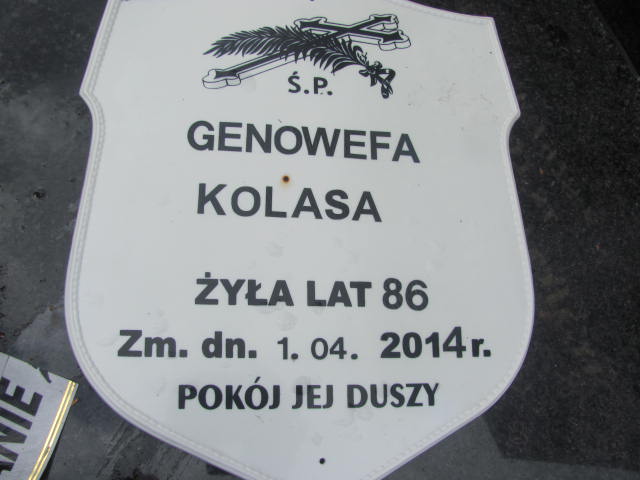 Ś.P.
GENOWEFA
KOLASA
ŻYŁA LAT 86
Zm. dn. 1. 04. 2014 r.
POKÓJ JEJ DUSZY